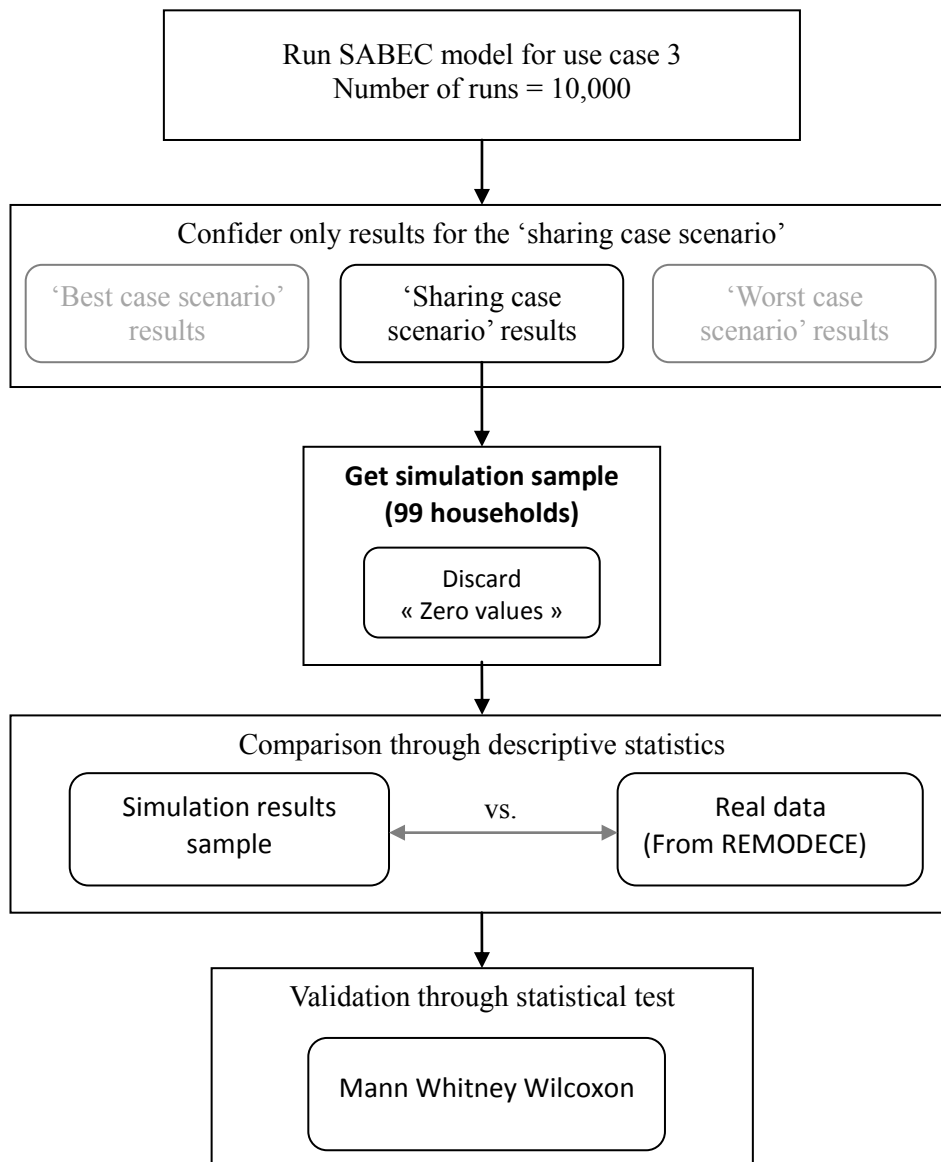 Run SABEC model for use case 3
Number of runs = 10,000
Confider only results for the ‘sharing case scenario’
‘Best case scenario’
results
‘Sharing case
scenario’ results
‘Worst case
scenario’ results
Get simulation sample
(99 households)
Discard
« Zero values »
Comparison through descriptive statistics
Simulation results
sample
vs.
Real data
(From REMODECE)
Validation through statistical test
Mann Whitney Wilcoxon